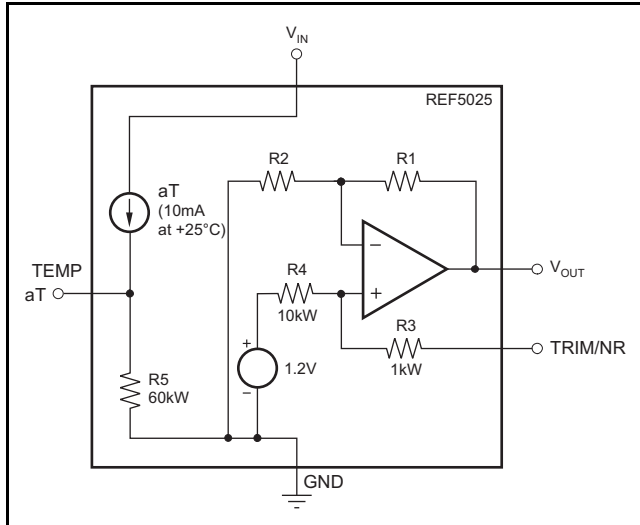 V_IN
REF5025
R2
R1
aT
(10mA
at +25°C)
TEMP
aT
−
R4
+
V_OUT
10kW
R3
TRIM/NR
+
1kW
1.2V
R5
60kW
−
GND